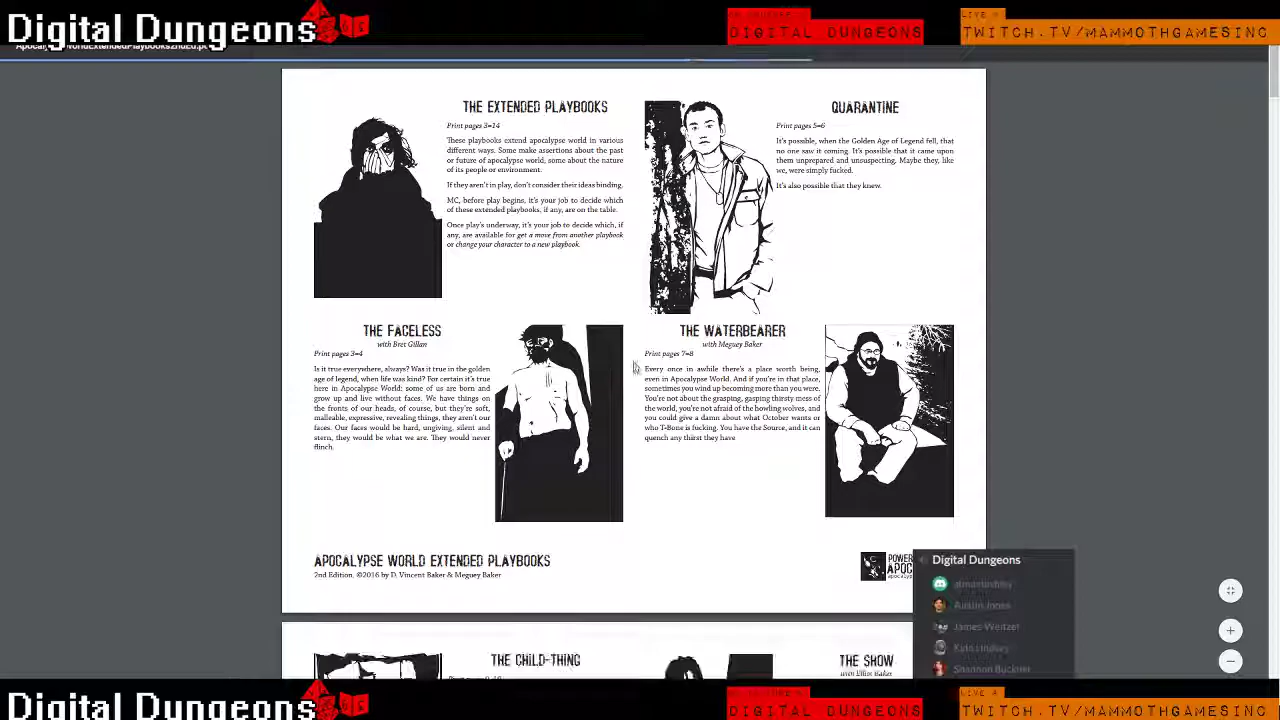 Digital Dungeons
ON YOUTUBE @
DIGITAL DUNGEONS
LIVE @
TWITCH.TV/MAMMOTHGAMESINC
THE EXTENDED PLAYBOOKS
Print pages 3=14
These playbooks extend apocalypse world in various
different ways. Some make assertions about the past
or future of apocalypse world, some about the nature
of its people or environment.
If they aren't in play, don't consider their ideas binding.
MC, before play begins, it's your job to decide which
of these extended playbooks, if any, are on the table.
Once play's underway, it's your job to decide which, if
any, are available for get a move from another playbook
or change your character to a new playbook.
QUARANTINE
Print pages 5=6
It's possible, when the Golden Age of Legend fell, that
no one saw it coming. It's possible that it came upon
them unprepared and unsuspecting. Maybe they, like
we, were simply fucked.
It's also possible that they knew.
THE FACELESS
with Bret Gillan
Print pages 3=4
Is it true everywhere, always? Was it true in the golden
age of legend, when life was kind? For certain it's true
here in Apocalypse World: some of us are born and
grow up and live without faces. We have things on
the fronts of our heads, of course, but they're soft,
malleable, expressive, revealing things, they aren't our
faces. Our faces would be hard, ungiving, silent and
stern, they would be what we are. They would never
flinch.
THE WATERBEARER
with Meguey Baker
Print pages 7=8
Every once in awhile there's a place worth being,
even in Apocalypse World. And if you're in that place,
sometimes you wind up becoming more than you were.
You're not about the grasping, gasping thirsty mess of
the world, you're not afraid of the howling wolves, and
you could give a damn about what October wants or
who T-Bone is fucking. You have the Source, and it can
quench any thirst they have
APOCALYPSE WORLD EXTENDED PLAYBOOKS
2nd Edition. ©2016 by D. Vincent Baker & Meguey Baker
POWER
APOC
apocalyp
Digital Dungeons
Austin Jones
James Weitzel
Kyle Lindsey
Shannon Buckner
THE CHILD-THING
THE SHOW
with Elliot Baker
Digital Dungeons
DIGITAL DUNGEONS
LIVE @
TWITCH.TV/MAMMOTHGAMESINC